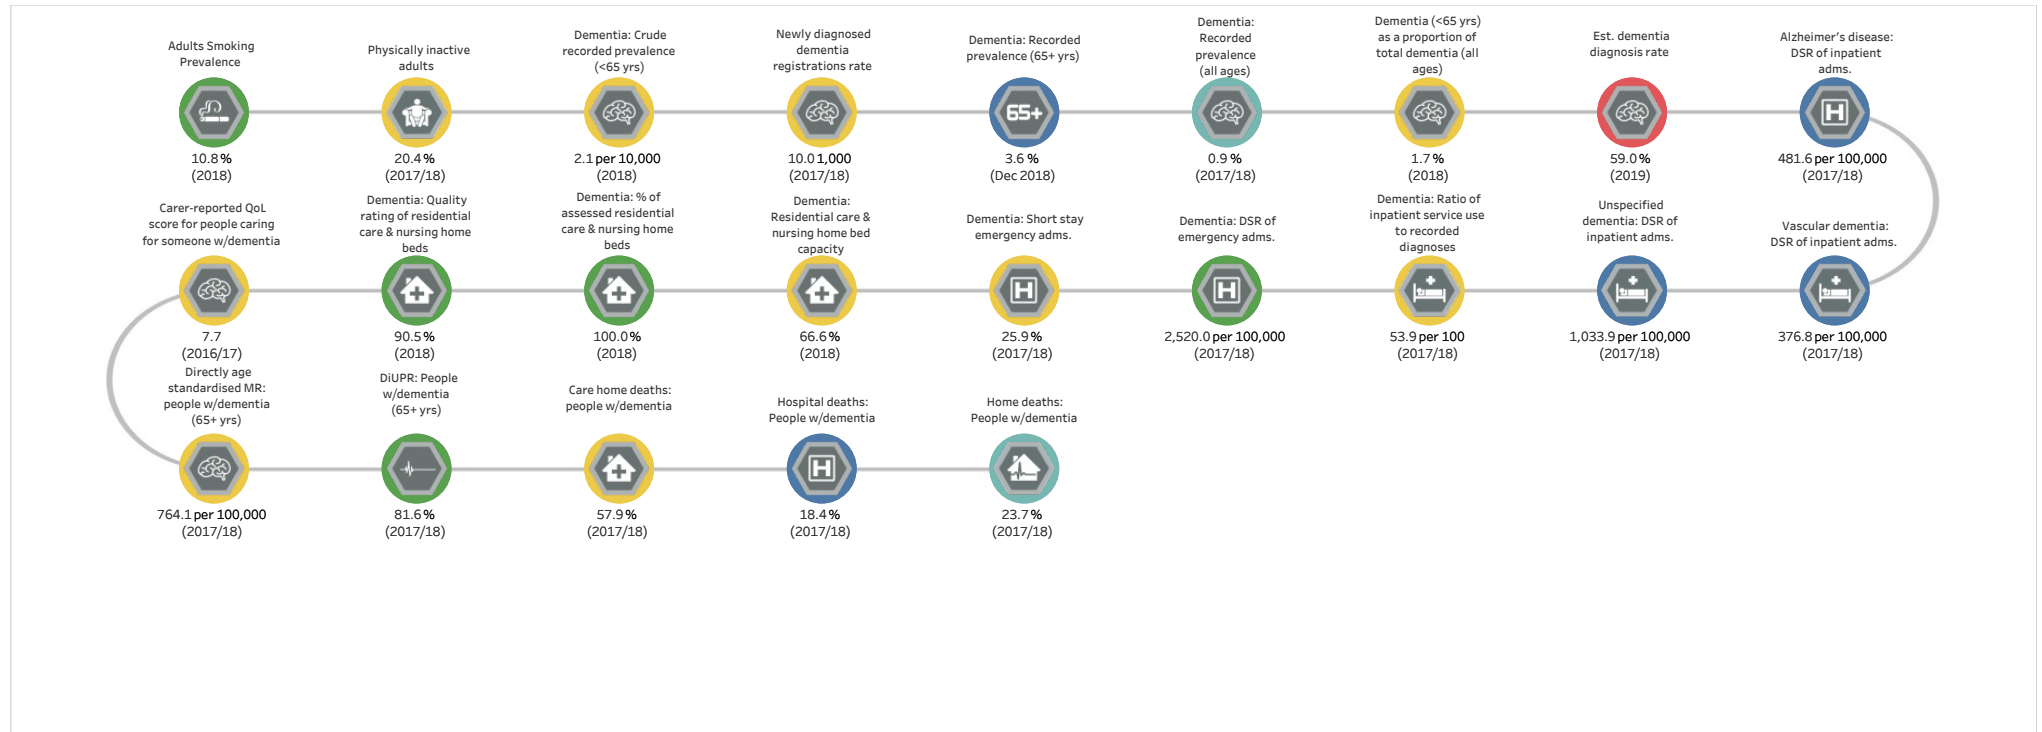 Adults Smoking
Prevalence
10.8 %
(2018)
Physically inactive
adults
20.4 %
(2017/18)
Dementia: Crude
recorded prevalence
(<65 yrs)
2.1 per 10,000
(2018)
Newly diagnosed
dementia
registrations rate
10.0 1,000
(2017/18)
Dementia: Recorded
prevalence (65+ yrs)
65+
3.6 %
(Dec 2018)
Dementia:
Recorded
prevalence
(all ages)
0.9 %
(2017/18)
Dementia (<65 yrs)
as a proportion of
total dementia (all
ages)
1.7 %
(2018)
Est. dementia
diagnosis rate
59.0 %
(2019)
Alzheimer's disease:
DSR of inpatient
adms.
H
481.6 per 100,000
(2017/18)
Carer-reported QoL
score for people caring
for someone w/dementia
7.7
(2016/17)
Dementia: Quality
rating of residential
care & nursing home
beds
90.5 %
(2018)
Dementia: % of
assessed residential
care & nursing home
beds
100.0 %
(2018)
Dementia:
Residential care &
nursing home bed
capacity
66.6 %
(2018)
Dementia: Short stay
emergency adms.
H
25.9 %
(2017/18)
Dementia: DSR of
emergency adms.
H
2,520.0 per 100,000
(2017/18)
Dementia: Ratio of
inpatient service use
to recorded
diagnoses
53.9 per 100
(2017/18)
Unspecified
dementia: DSR of
inpatient adms.
1,033.9 per 100,000
(2017/18)
Vascular dementia:
DSR of inpatient adms.
376.8 per 100,000
(2017/18)
Directly age
standardised MR:
people w/dementia
(65+ yrs)
764.1 per 100,000
(2017/18)
DiUPR: People
w/dementia
(65+ yrs)
81.6 %
(2017/18)
Care home deaths:
people w/dementia
57.9 %
(2017/18)
Hospital deaths:
People w/dementia
H
18.4 %
(2017/18)
Home deaths:
People w/dementia
23.7 %
(2017/18)